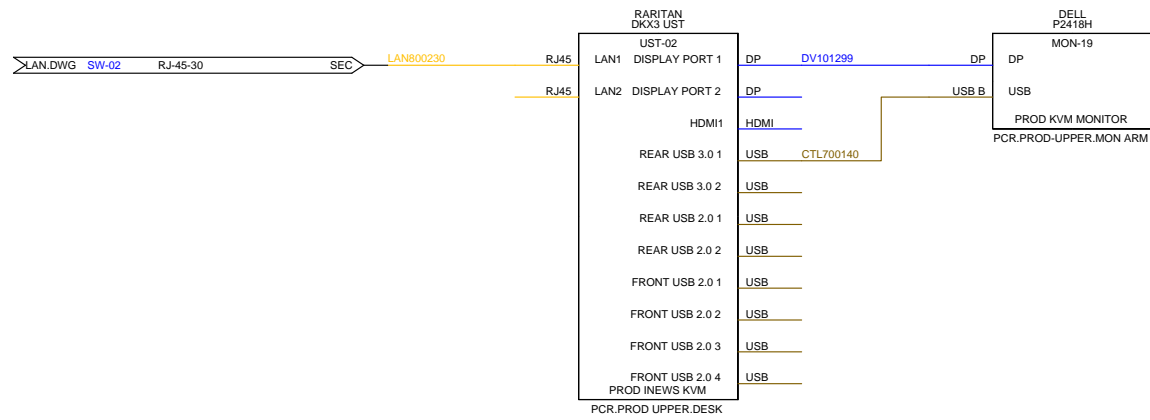 RARITAN
DKX3 UST
DELL
P2418H
UST-02
MON-19
LAN.DWG SW-02 RJ-45-30 SEC LAN800230 RJ45 LAN1 DISPLAY PORT 1 DP DV101299 DP DP
RJ45 LAN2 DISPLAY PORT 2 DP USB B USB
HDMI1 HDMI
PROD KVM MONITOR
PCR.PROD-UPPER.MON ARM
REAR USB 3.0 1 USB CTL700140
REAR USB 3.0 2 USB
REAR USB 2.0 1 USB
REAR USB 2.0 2 USB
FRONT USB 2.0 1 USB
FRONT USB 2.0 2 USB
FRONT USB 2.0 3 USB
FRONT USB 2.0 4 USB
PROD INEWS KVM
PCR.PROD UPPER.DESK